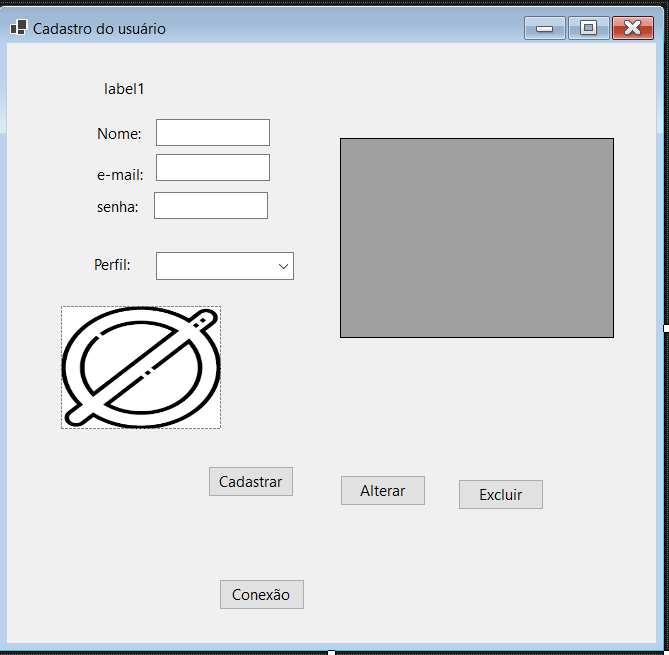 Cadastro do usuário
label1
Nome:
e-mail:
senha:
Perfil:
Cadastrar
Alterar
Excluir
Conexão